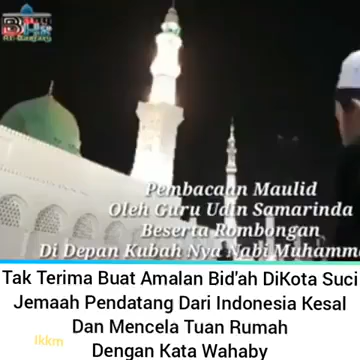 Pembacaan Maulid
Oleh Guru Udin Samarinda
Beserta Rombongan
Di Depan Kubah Nya Nabi Muhamm
Tak Terima Buat Amalan Bid'ah DiKota Suci
Jemaah Pendatang Dari Indonesia Kesal
Dan Mencela Tuan Rumah
Ikkm
Dengan Kata Wahaby